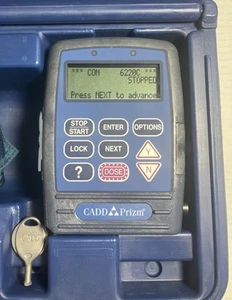 *** CON 6220C ***
STOPPED
Press NEXT to advance
STOP
START
ENTER
OPTIONS
LOCK
NEXT
Y
?
DOSE
N
CADD Prizm